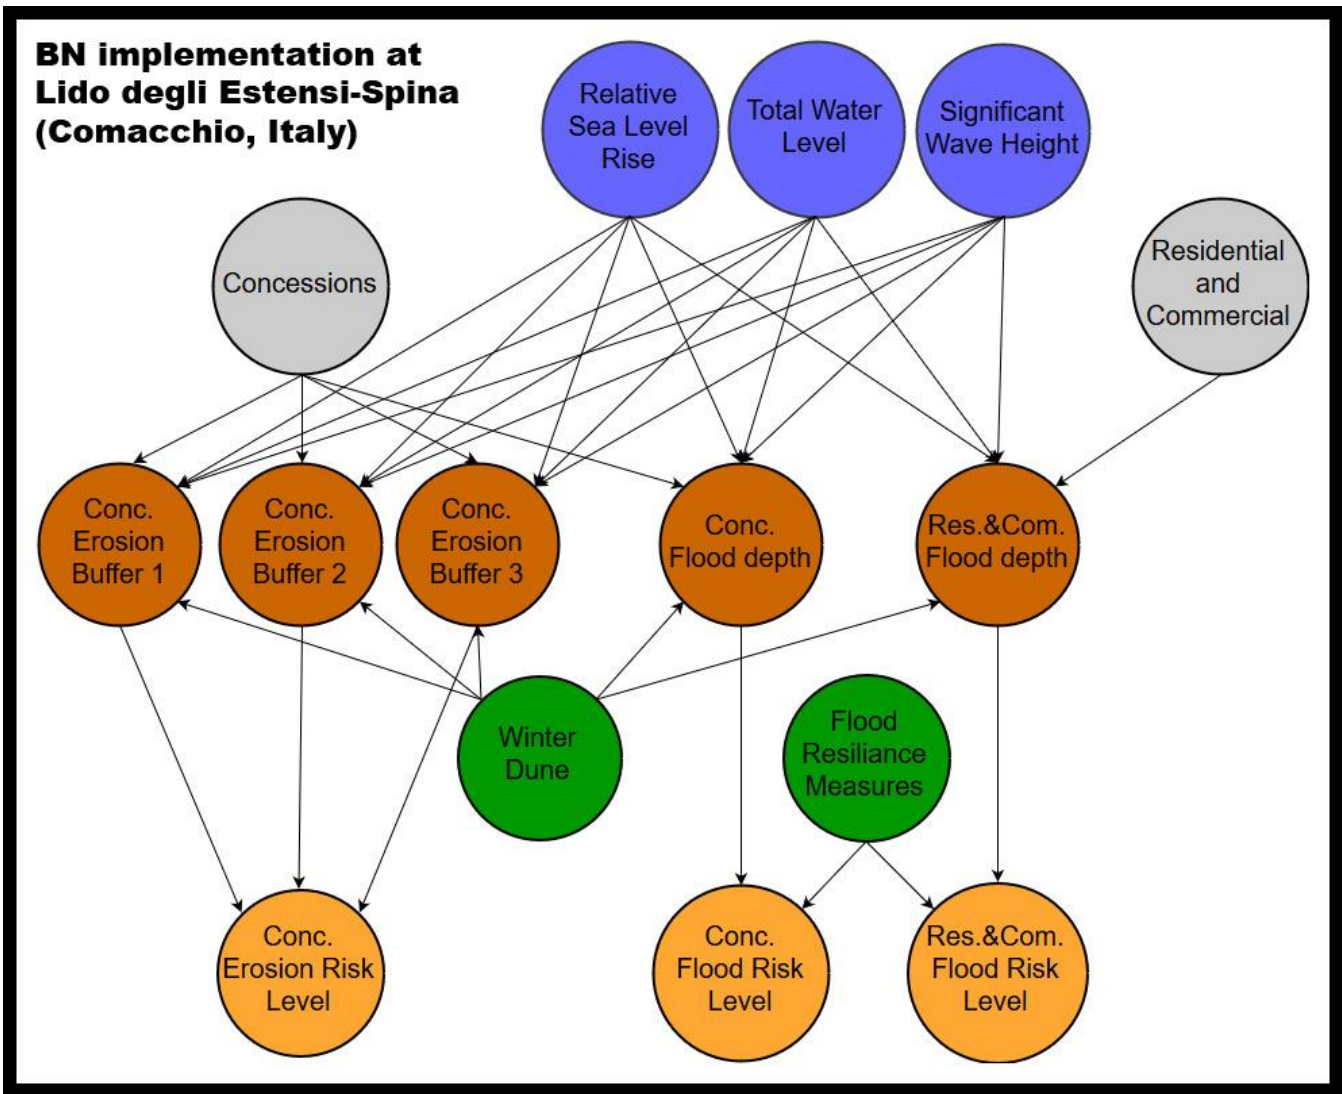 BN implementation at
Lido degli Estensi-Spina
(Comacchio, Italy)
Relative
Sea Level
Rise
Total Water
Level
Significant
Wave Height
Concessions
Residential
and
Commercial
Conc.
Erosion
Buffer 1
Conc.
Erosion
Buffer 2
Conc.
Erosion
Buffer 3
Conc.
Flood depth
Res.&Com.
Flood depth
Winter
Dune
Flood
Resiliance
Measures
Conc.
Erosion Risk
Level
Conc.
Flood Risk
Level
Res.&Com.
Flood Risk
Level